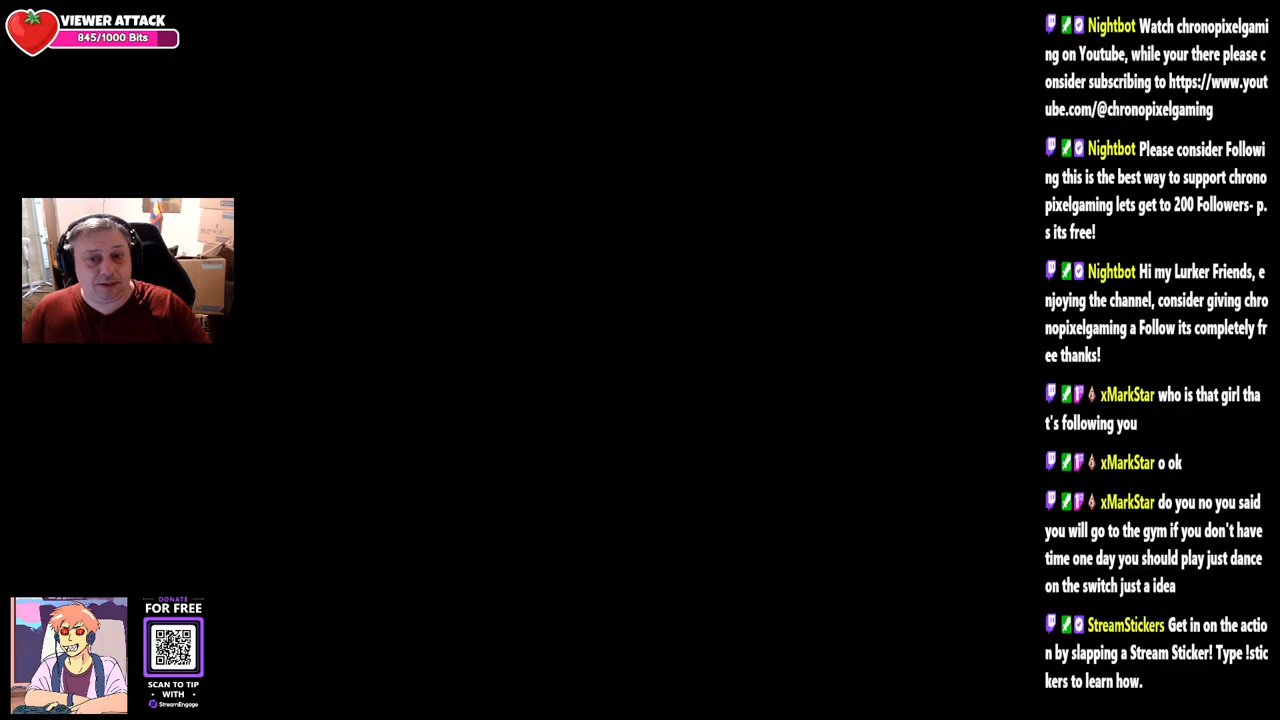 VIEWER ATTACK
845/1000 Bits
Nightbot Watch chronopixelgami
ng on Youtube, while your there please c
onsider subscribing to https://www.yout
ube.com/@chronopixelgaming
Nightbot Please consider Followi
ng this is the best way to support chrono
pixelgaming lets get to 200 Followers- p.
s its free!
Nightbot Hi my Lurker Friends, e
njoying the channel, consider giving chro
nopixelgaming a Follow its completely fr
ee thanks!
xMarkStar who is that girl tha
t's following you
xMarkStar o ok
xMarkStar do you no you said
you will go to the gym if you don't have
time one day you should play just dance
on the switch just a idea
StreamStickers Get in on the actio
n by slapping a Stream Sticker! Type !stic
kers to learn how.
DONATE
FOR FREE
SCAN TO TIP
WITH
StreamEngage